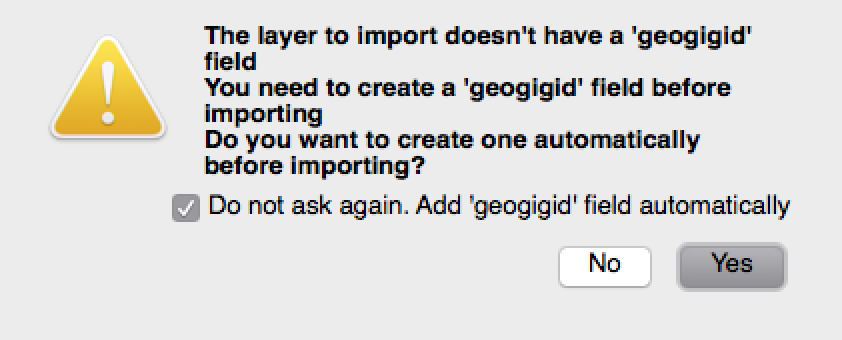 The layer to import doesn't have a 'geogigid'
field
You need to create a 'geogigid' field before
importing
Do you want to create one automatically
before importing?
Do not ask again. Add 'geogigid' field automatically
No
Yes